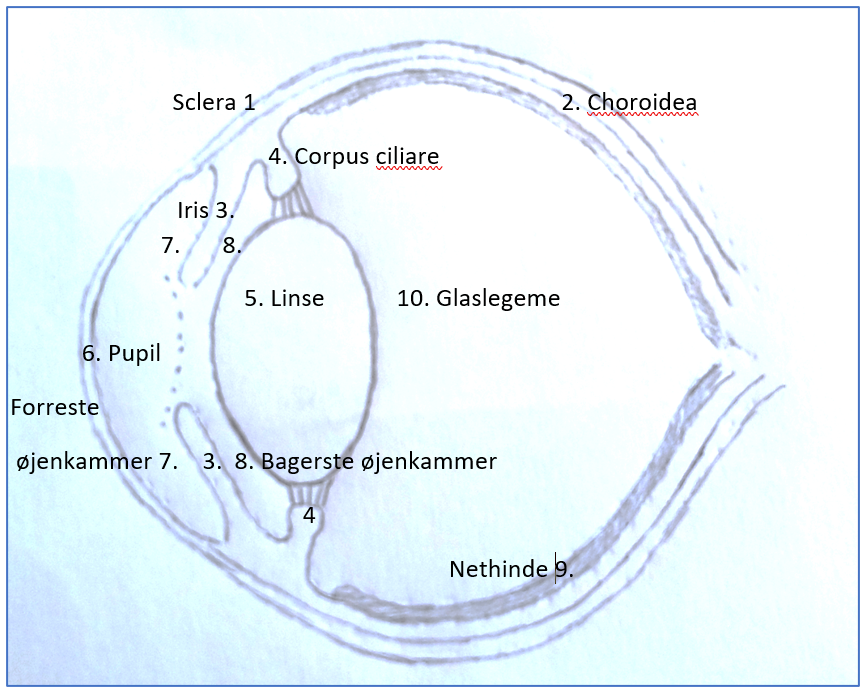 Sclera 1
2. Choroidea
4. Corpus ciliare
Iris 3.
7.
8.
5. Linse
10. Glaslegeme
6. Pupil
Forreste
øjenkammer 7.
3.
8. Bagerste øjenkammer
4
Nethinde 9.